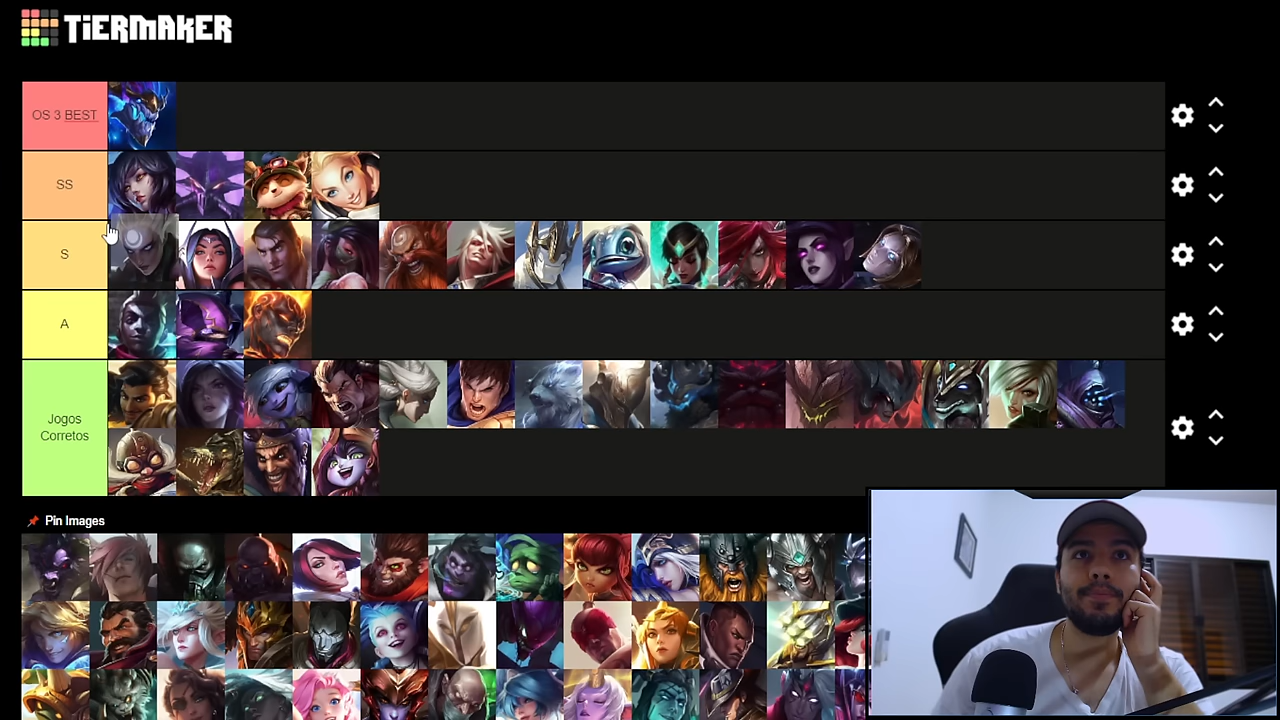 TiERMAKER
OS 3 BEST
SS
S
A
Jogos
Corretos
Pin Images